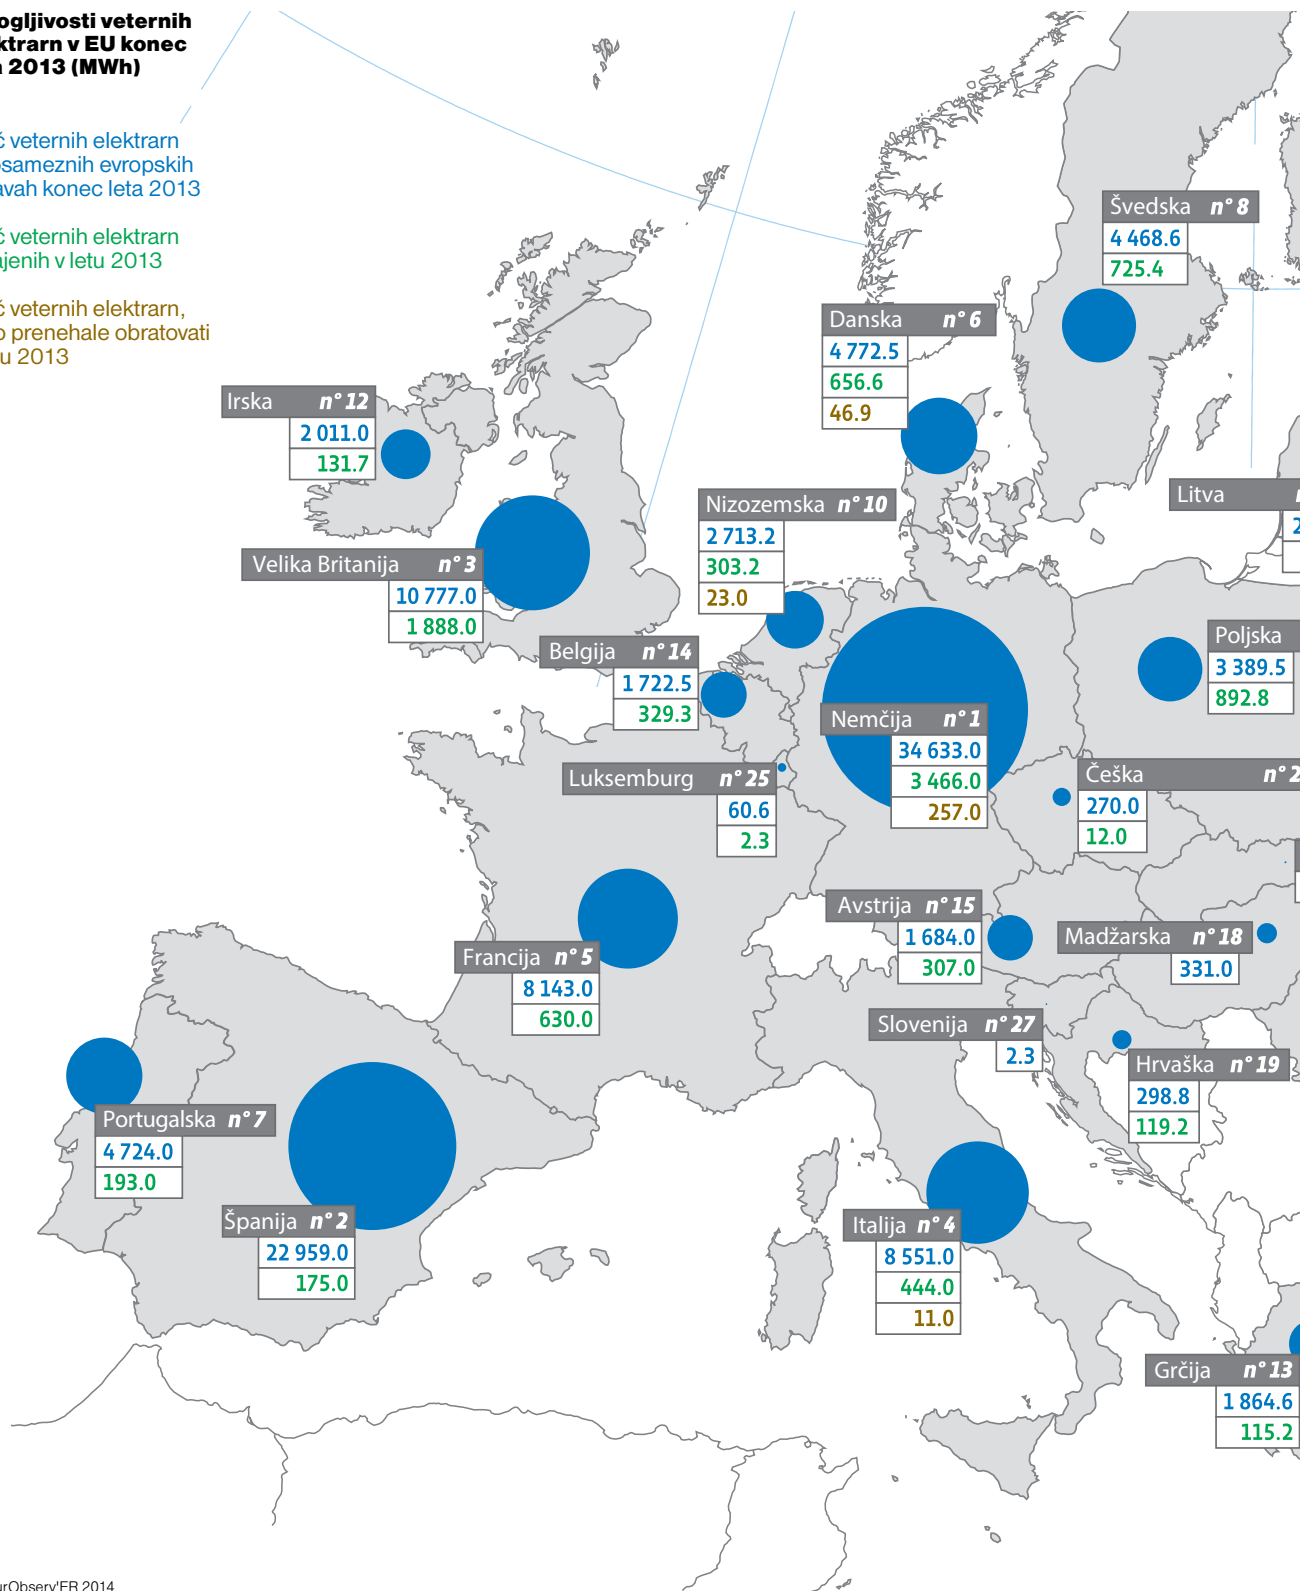 ogljivosti veternih
ktrarn v EU konec
a 2013 (MWh)
č veternih elektrarn
osameznih evropskih
avah konec leta 2013
č veternih elektrarn
ajenih v letu 2013
č veternih elektrarn,
o prenehale obratovati
u 2013
Švedska n° 8
4 468.6
725.4
Danska n° 6
4 772.5
656.6
46.9
Irska n° 12
2 011.0
131.7
Litva
2
Nizozemska n° 10
2 713.2
303.2
23.0
Velika Britanija n° 3
10 777.0
1 888.0
Belgija n° 14
1 722.5
329.3
Poljska
3 389.5
892.8
Nemčija n° 1
34 633.0
3 466.0
257.0
Luksemburg n° 25
60.6
2.3
Češka n° 2
270.0
12.0
Avstrija n° 15
1 684.0
307.0
Madžarska n° 18
331.0
Francija n° 5
8 143.0
630.0
Slovenija n° 27
2.3
Hrvaška n° 19
298.8
119.2
Portugalska n° 7
4 724.0
193.0
Španija n° 2
22 959.0
175.0
Italija n° 4
8 551.0
444.0
11.0
Grčija n° 13
1 864.6
115.2
urObserv'ER 2014